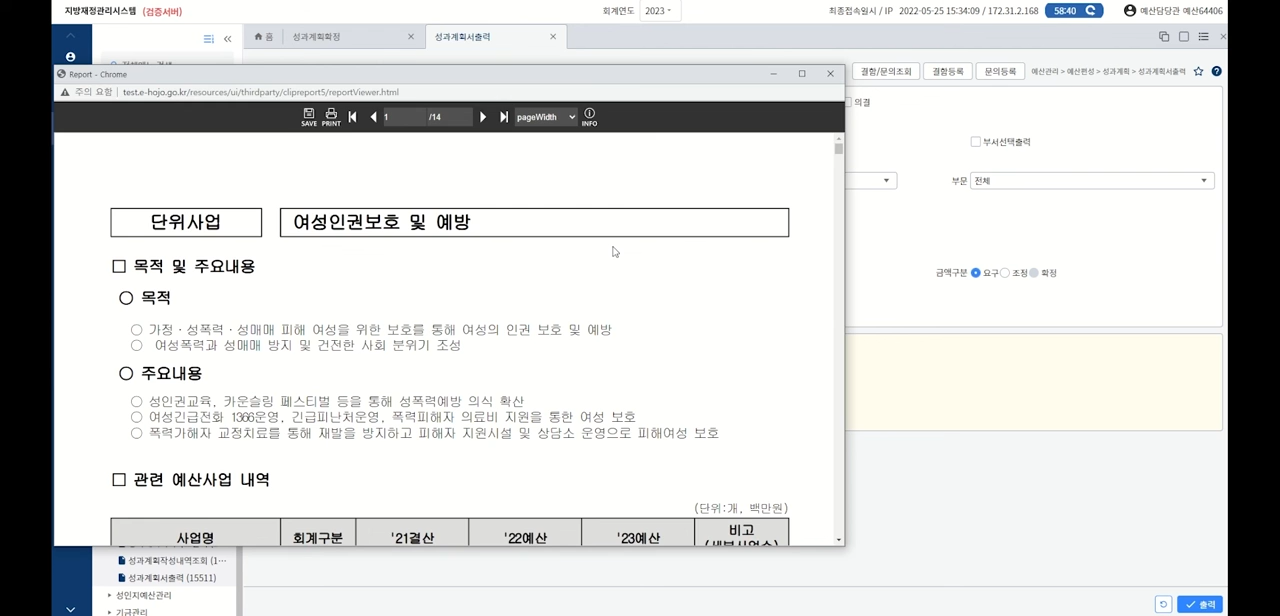 지방재정관리시스템 (검증서버)
회계연도 2023
최종접속일시 / IP 2022-05-25 15:34:09 / 172.31.2.168 58:40 예산담당관 예산64406
홈 성과계획확정 성과계획서출력
Report - Chrome
주의 요함 | test.e-hojo.go.kr/resources/ui/thirdparty/clipreport5/reportViewer.html
결함/문의조회 결함등록 문의등록 예산관리 > 예산편성 > 성과계획 > 성과계획서출력
SAVE PRINT 1 /14 pageWidth INFO
의결
부서선택출력
부문 전체
금액구분 요구 조정 확정
단위사업 여성인권보호 및 예방
□ 목적 및 주요내용
○ 목적
○ 가정·성폭력·성매매 피해 여성을 위한 보호를 통해 여성의 인권 보호 및 예방
○ 여성폭력과 성매매 방지 및 건전한 사회 분위기 조성
○ 주요내용
○ 성인권교육, 카운슬링 페스티벌 등을 통해 성폭력예방 의식 확산
○ 여성긴급전화 1366운영, 긴급피난처운영, 폭력피해자 의료비 지원을 통한 여성 보호
○ 폭력가해자 교정치료를 통해 재발을 방지하고 피해자 지원시설 및 상담소 운영으로 피해여성 보호
□ 관련 예산사업 내역
(단위:개, 백만원)
사업명 회계구분 '21결산 '22예산 '23예산 비고
성과계획작성내역조회 (1···
성과계획서출력 (15511)
성인지예산관리
기금관리
출력